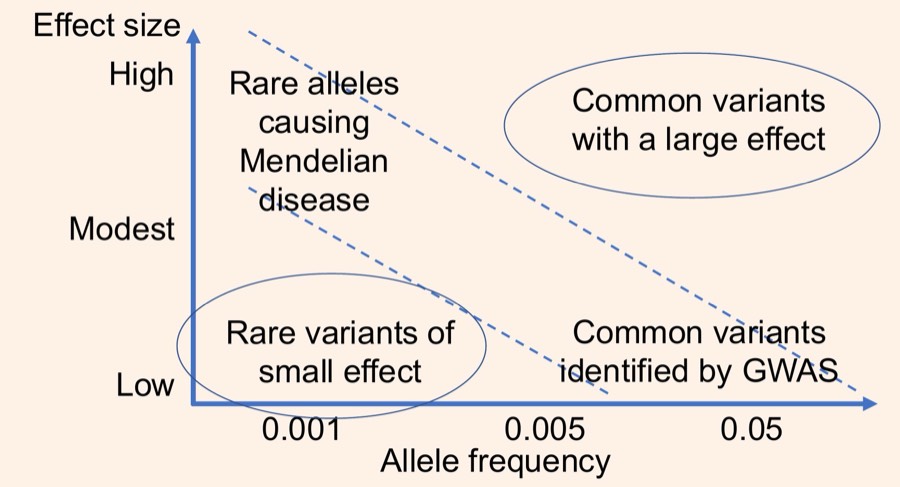 Effect size
High
Modest
Low
Rare alleles
causing
Mendelian
disease
Common variants
with a large effect
Rare variants of
small effect
Common variants
identified by GWAS
0.001
0.005
0.05
Allele frequency